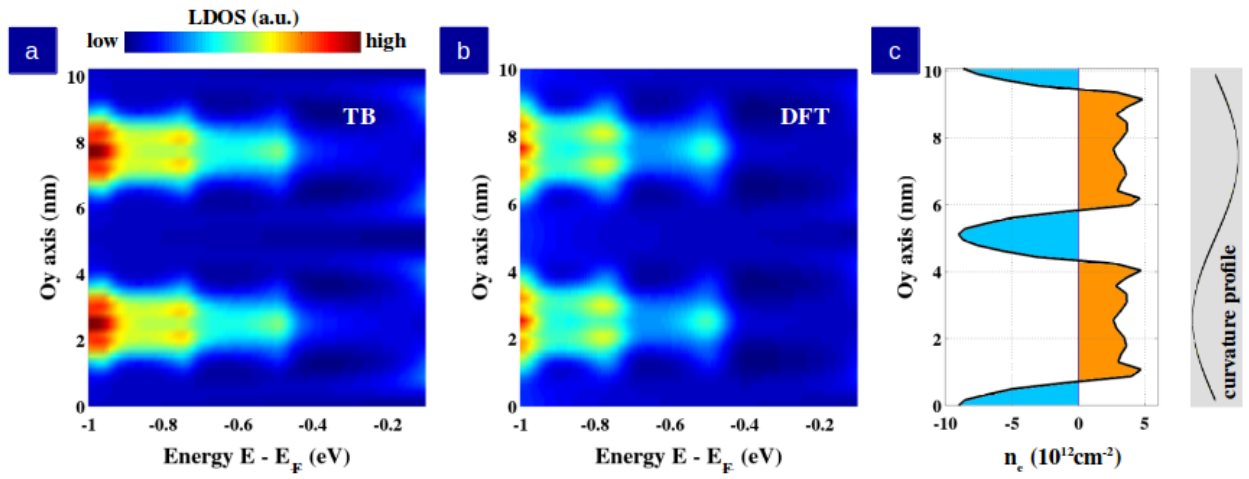 LDOS (a.u.)
a
low
high
b
c
TB
DFT
Oy axis (nm)
10
8
6
4
2
0
-1
-0.8
-0.6
-0.4
-0.2
Energy E - E_F (eV)
Oy axis (nm)
10
8
6
4
2
0
-1
-0.8
-0.6
-0.4
-0.2
Energy E - E_F (eV)
Oy axis (nm)
10
8
6
4
2
0
-10
-5
0
5
n_e (10^12 cm^-2)
curvature profile